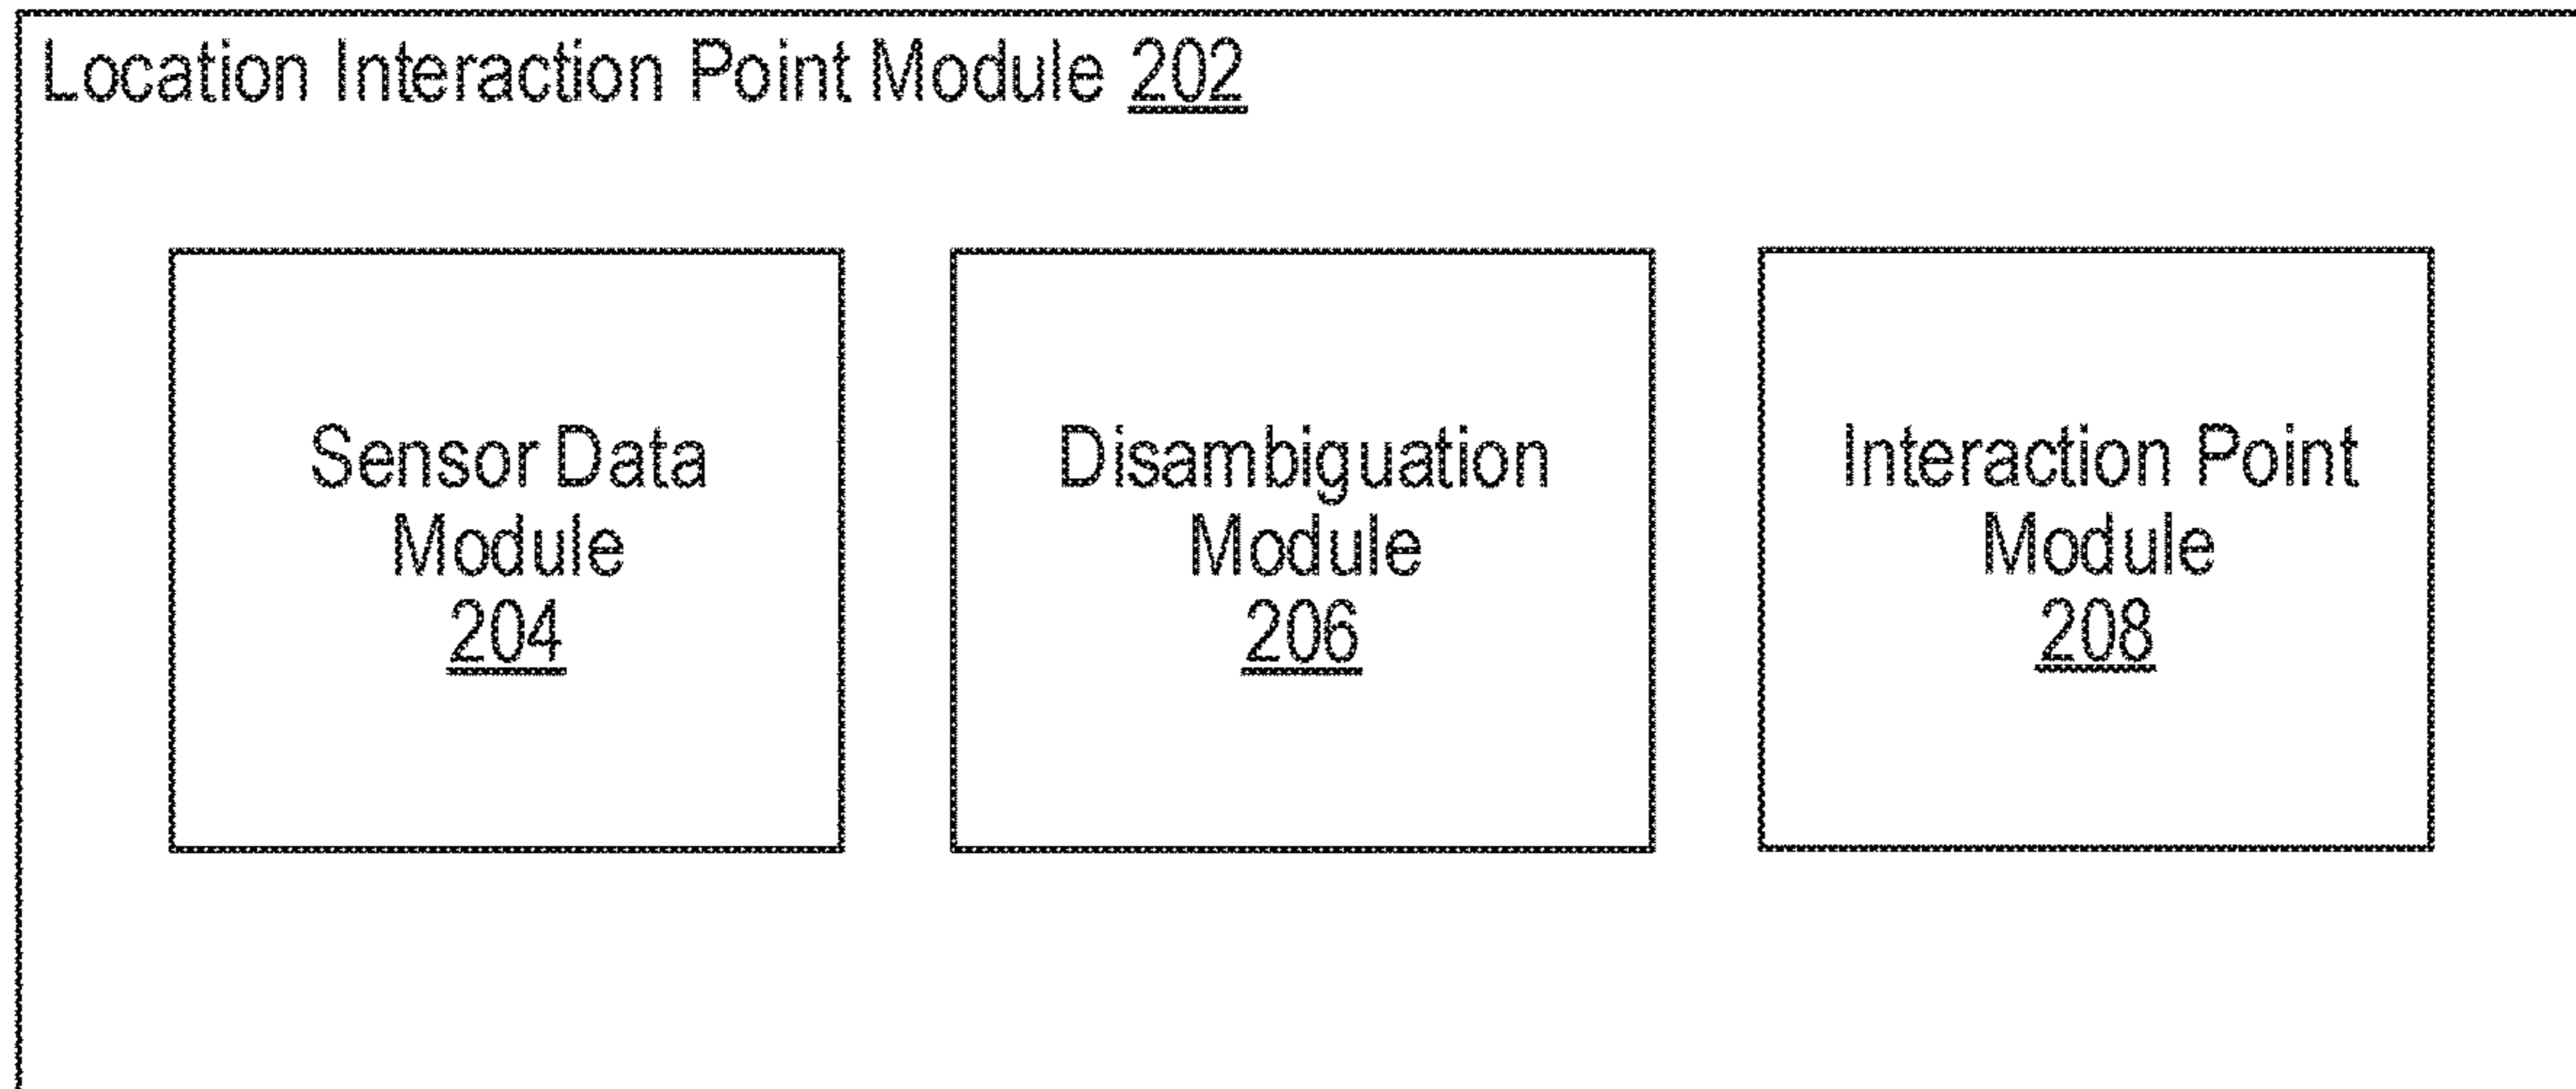 Location Interaction Point Module 202
Sensor Data
Module
204
Disambiguation
Module
206
Interaction Point
Module
208